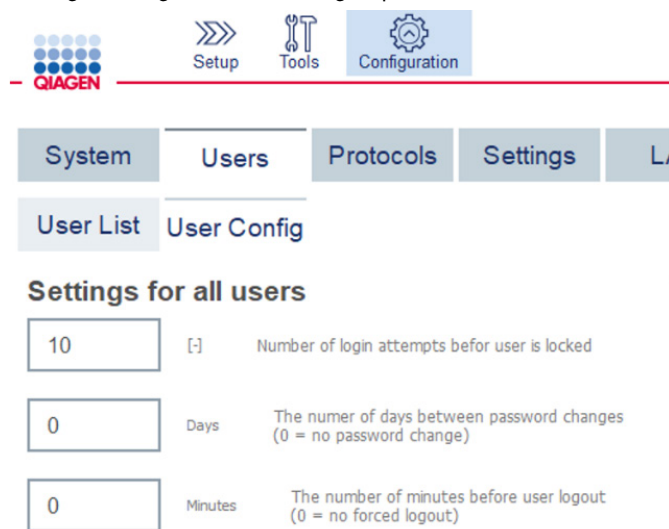 Setup Tools Configuration
QIAGEN
System Users Protocols Settings
User List User Config
Settings for all users
10 [-] Number of login attempts befor user is locked
0 Days The numer of days between password changes
(0 = no password change)
0 Minutes The number of minutes before user logout
(0 = no forced logout)